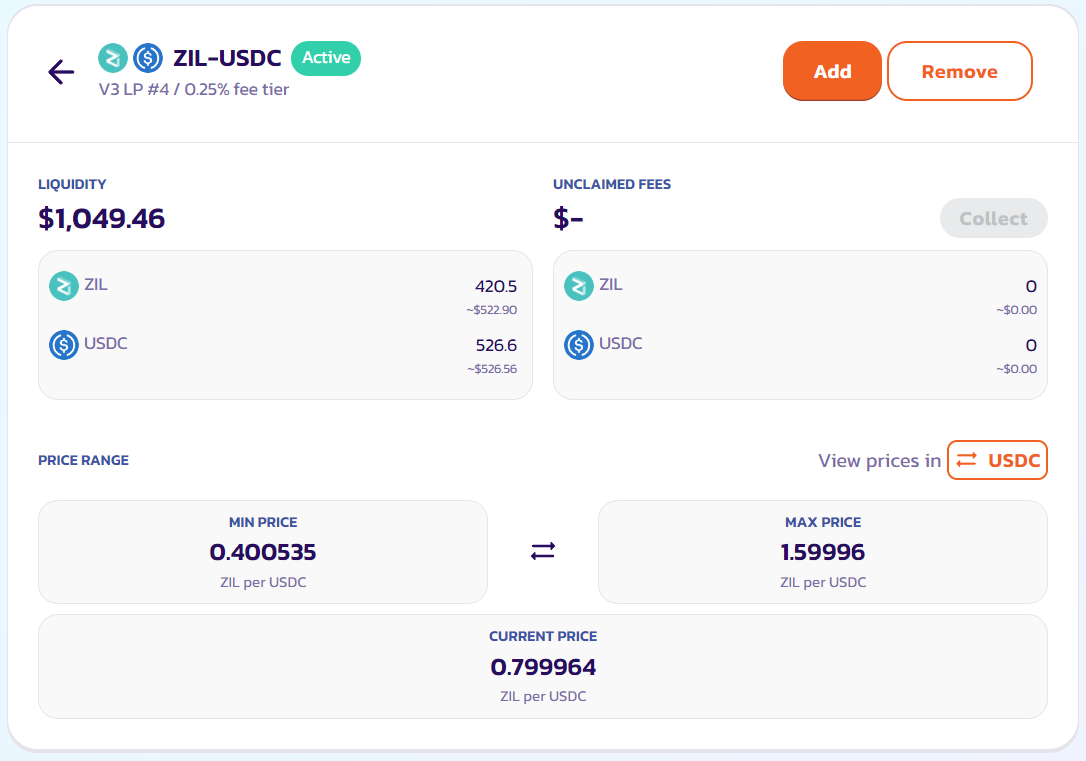 ZIL-USDC Active
V3 LP #4 / 0.25% fee tier
Add
Remove
LIQUIDITY
$1,049.46
ZIL 420.5
~$522.90
USDC 526.6
~$526.56
UNCLAIMED FEES
$-
Collect
ZIL 0
~$0.00
USDC 0
~$0.00
PRICE RANGE
View prices in USDC
MIN PRICE
0.400535
ZIL per USDC
MAX PRICE
1.59996
ZIL per USDC
CURRENT PRICE
0.799964
ZIL per USDC